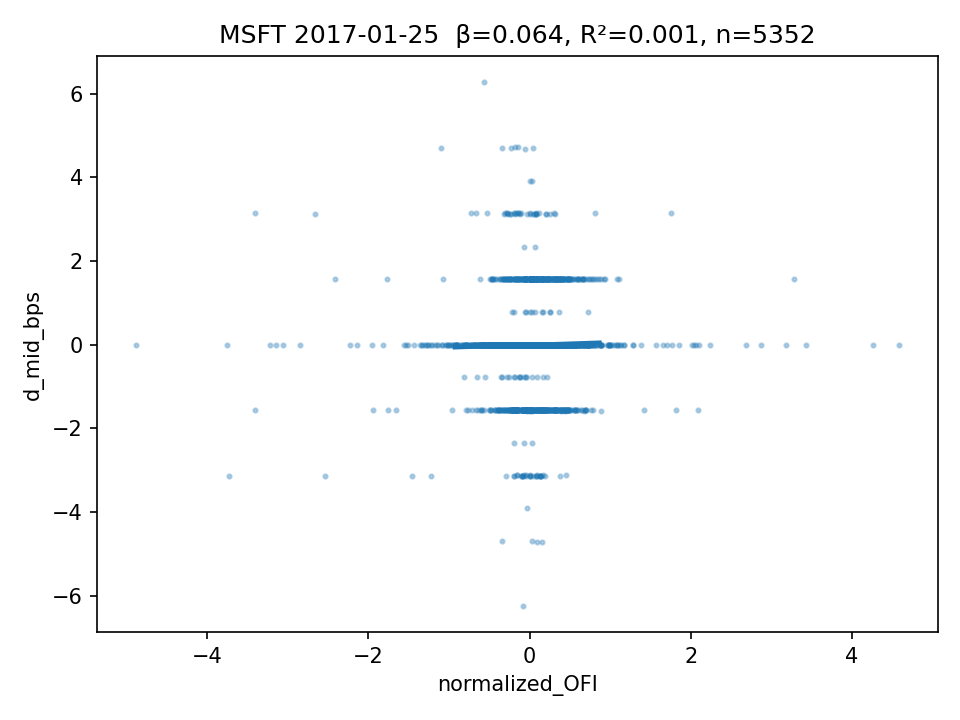 MSFT 2017-01-25  β=0.064, R²=0.001, n=5352
6
4
2
0
−2
−4
−6
d_mid_bps
−4 −2 0 2 4
normalized_OFI